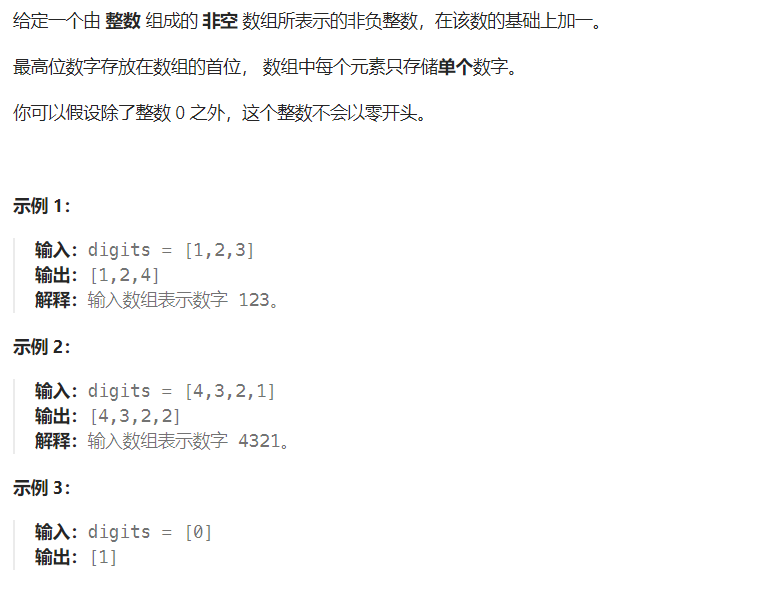 给定一个由 整数 组成的 非空 数组所表示的非负整数，在该数的基础上加一。
最高位数字存放在数组的首位， 数组中每个元素只存储单个数字。
你可以假设除了整数 0 之外，这个整数不会以零开头。
示例 1：
输入：digits = [1,2,3]
输出：[1,2,4]
解释：输入数组表示数字 123。
示例 2：
输入：digits = [4,3,2,1]
输出：[4,3,2,2]
解释：输入数组表示数字 4321。
示例 3：
输入：digits = [0]
输出：[1]